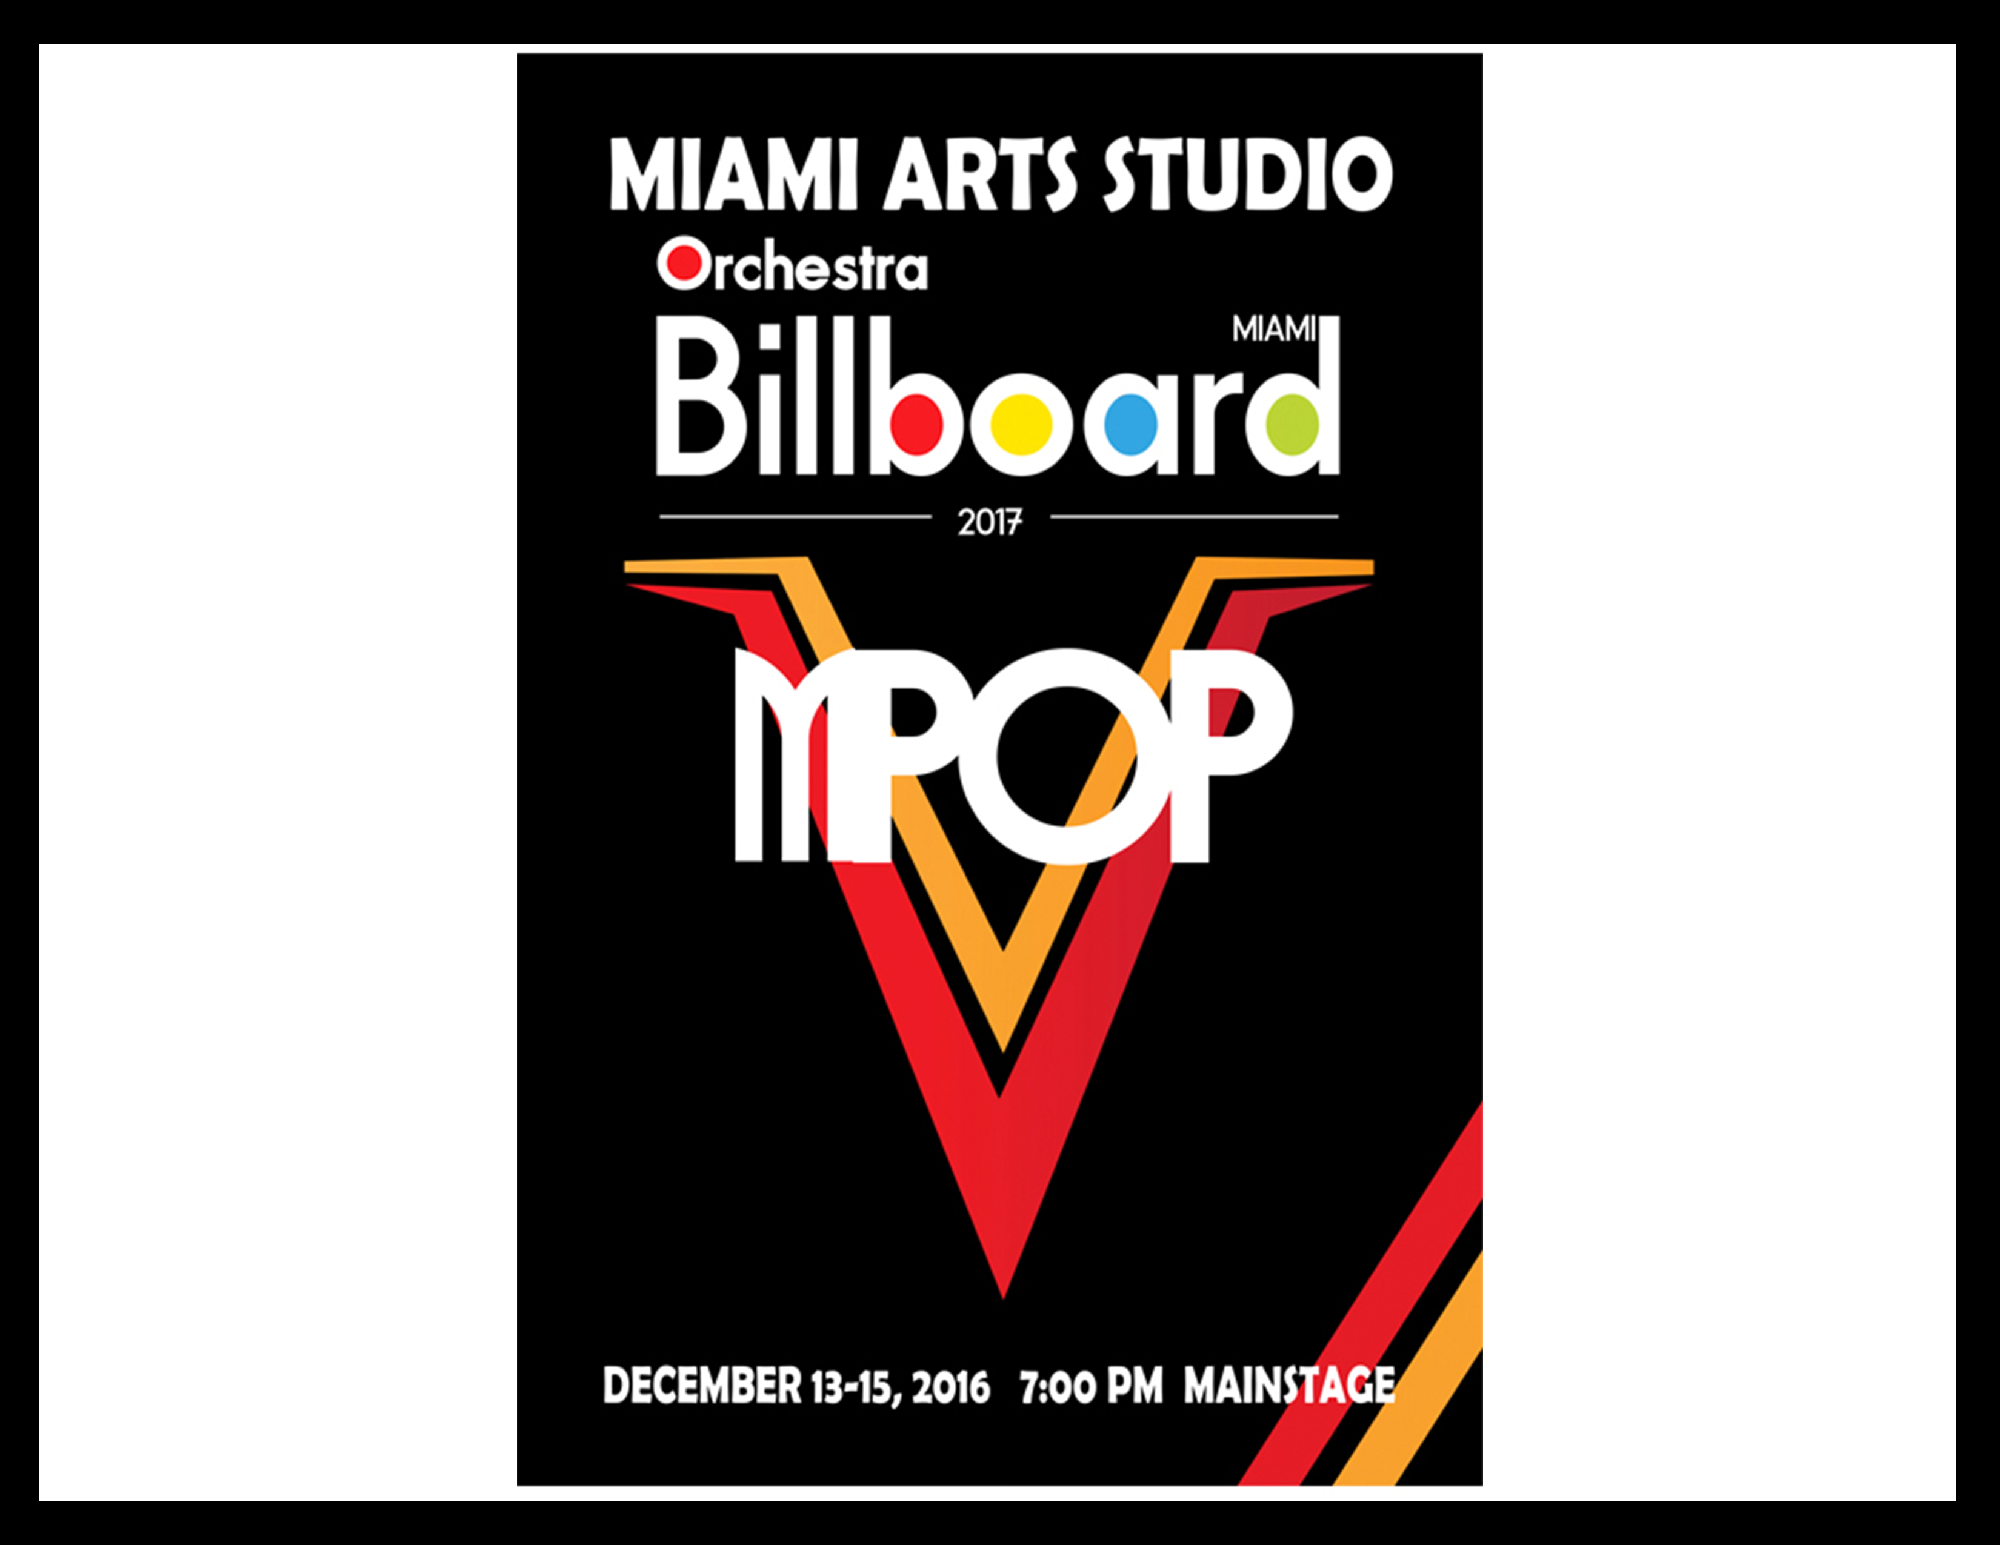 MIAMI ARTS STUDIO
Orchestra
MIAMI
Billboard
2017
MPOP
DECEMBER 13-15, 2016 7:00 PM MAINSTAGE